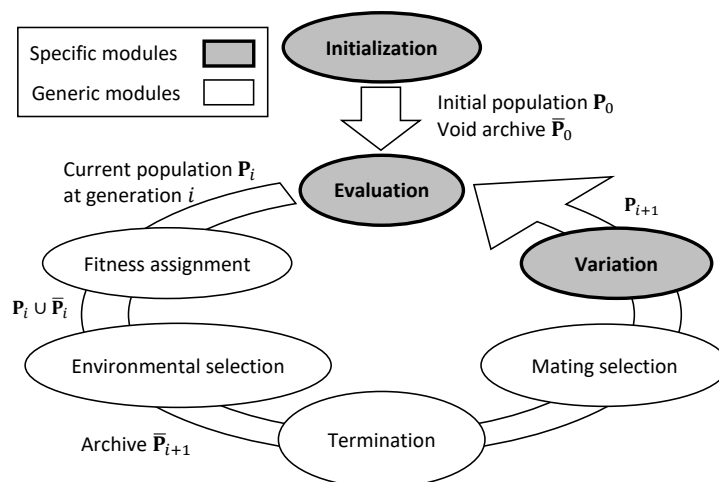 Specific modules
Generic modules
Initialization
Initial population P₀
Void archive P̅₀
Current population Pᵢ
at generation i
Evaluation
Pᵢ₊₁
Fitness assignment
Variation
Pᵢ ∪ P̅ᵢ
Environmental selection
Mating selection
Archive P̅ᵢ₊₁
Termination